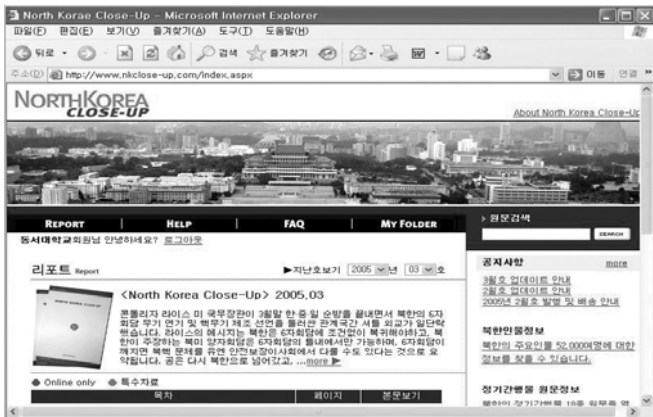 North Korae Close-Up - Microsoft Internet Explorer
파일(F) 편집(E) 보기(V) 즐겨찾기(A) 도구(T) 도움말(H)
뒤로 검색 즐겨찾기
주소(D) http://www.nkclose-up.com/index.aspx 이동 연결 »
NORTHKOREA
CLOSE-UP
About North Korea Close-Up
REPORT | HELP | FAQ | MY FOLDER
동서대학교회원님 안녕하세요? 로그아웃
리포트 Report ▶지난호보기 2005 년 03 호
<North Korea Close-Up> 2005,03
콘돌리자 라이스 미 국무장관이 3월말 한·중·일 순방을 끝내면서 북한의 6자
회담 무기 연기 및 핵무기 제조 선언을 둘러싼 관계국간 셔틀 외교가 일단락
됐습니다. 라이스의 메시지는 북한은 6자회담에 조건없이 복귀해야하고, 북
한이 주장하는 북미 양자회담은 6자회담의 틀내에서만 가능하며, 6자회담이
깨지면 북핵 문제를 유엔 안전보장이사회에서 다룰 수도 있다는 것으로 요
약됩니다. 공은 다시 북한으로 넘어갔고, ...more ▶
Online only 특수자료
목차 페이지 본문보기
원문검색
SEARCH
공지사항 more
3월호 업데이트 안내
2월호 업데이트 안내
2005년 2월호 발행 및 배송 안내
북한인물정보
북한의 주요인물 52,000여명에 대한
정보를 찾을 수 있습니다.
정기간행물 원문정보
북한의 정기간행물 10종 원문을 열